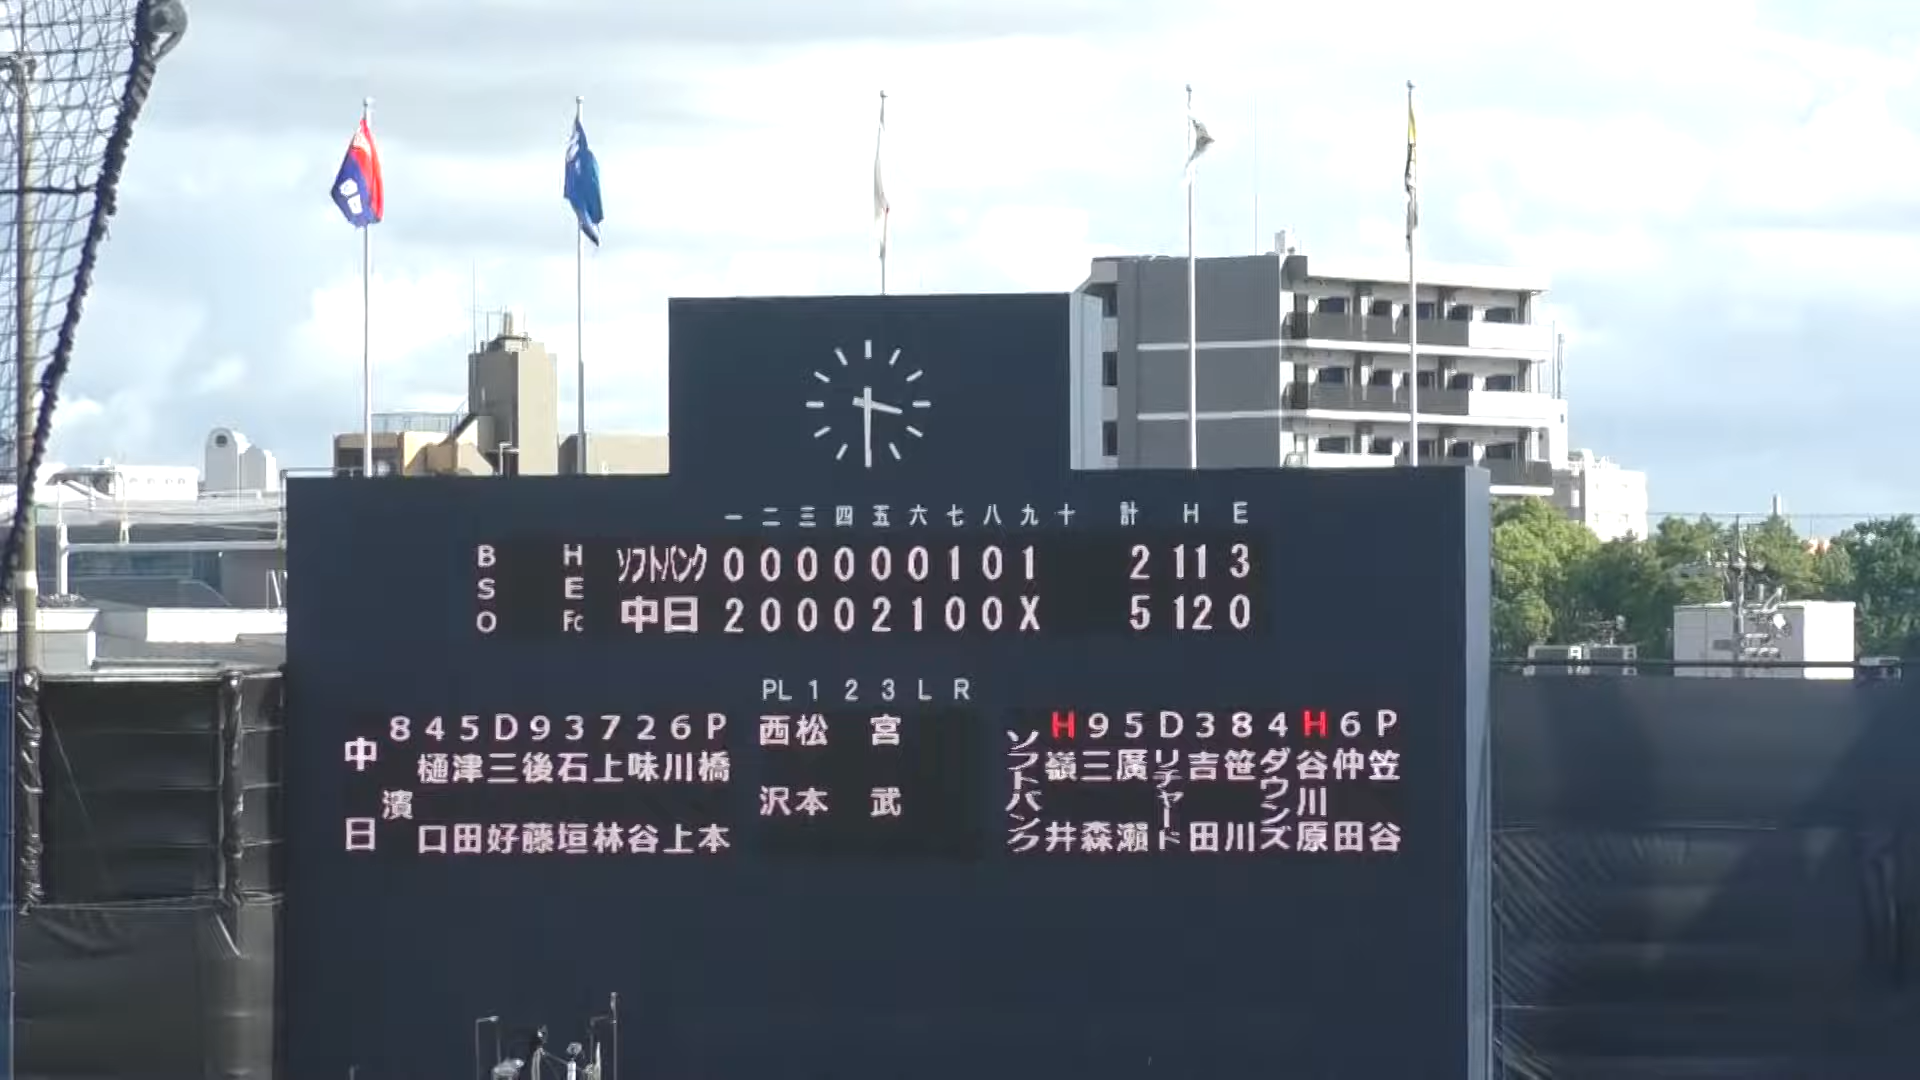 一 二 三 四 五 六 七 八 九 十 計 H E
B H ソフトバンク 0 0 0 0 0 0 1 0 1 2 11 3
S E
O Fc 中日 2 0 0 0 2 1 0 0 X 5 12 0
PL 1 2 3 L R
中日
8 濱
4 樋口
5 津田
D 三好
9 後藤
3 石垣
7 上林
2 味谷
6 川上
P 橋本
西沢
松本
宮武
ソフトバンク
H 嶺井
9 三森
5 廣瀨
D リチャード
3 吉田
8 笹川
4 ダウンズ
H 谷川原
6 仲田
P 笠谷